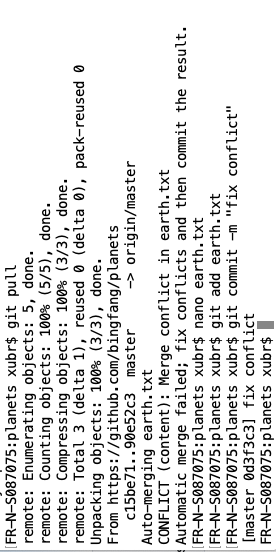 [FR-N-S087075:planets xubr$ git pull
remote: Enumerating objects: 5, done.
remote: Counting objects: 100% (5/5), done.
remote: Compressing objects: 100% (3/3), done.
remote: Total 3 (delta 1), reused 0 (delta 0), pack-reused 0
Unpacking objects: 100% (3/3), done.
From https://github.com/bingfang/planets
   c15be71..90e52c3  master     -> origin/master
Auto-merging earth.txt
CONFLICT (content): Merge conflict in earth.txt
Automatic merge failed; fix conflicts and then commit the result.
[FR-N-S087075:planets xubr$ nano earth.txt
[FR-N-S087075:planets xubr$ git add earth.txt
[FR-N-S087075:planets xubr$ git commit -m "fix conflict"
[master 0d3f3c3] fix conflict
FR-N-S087075:planets xubr$